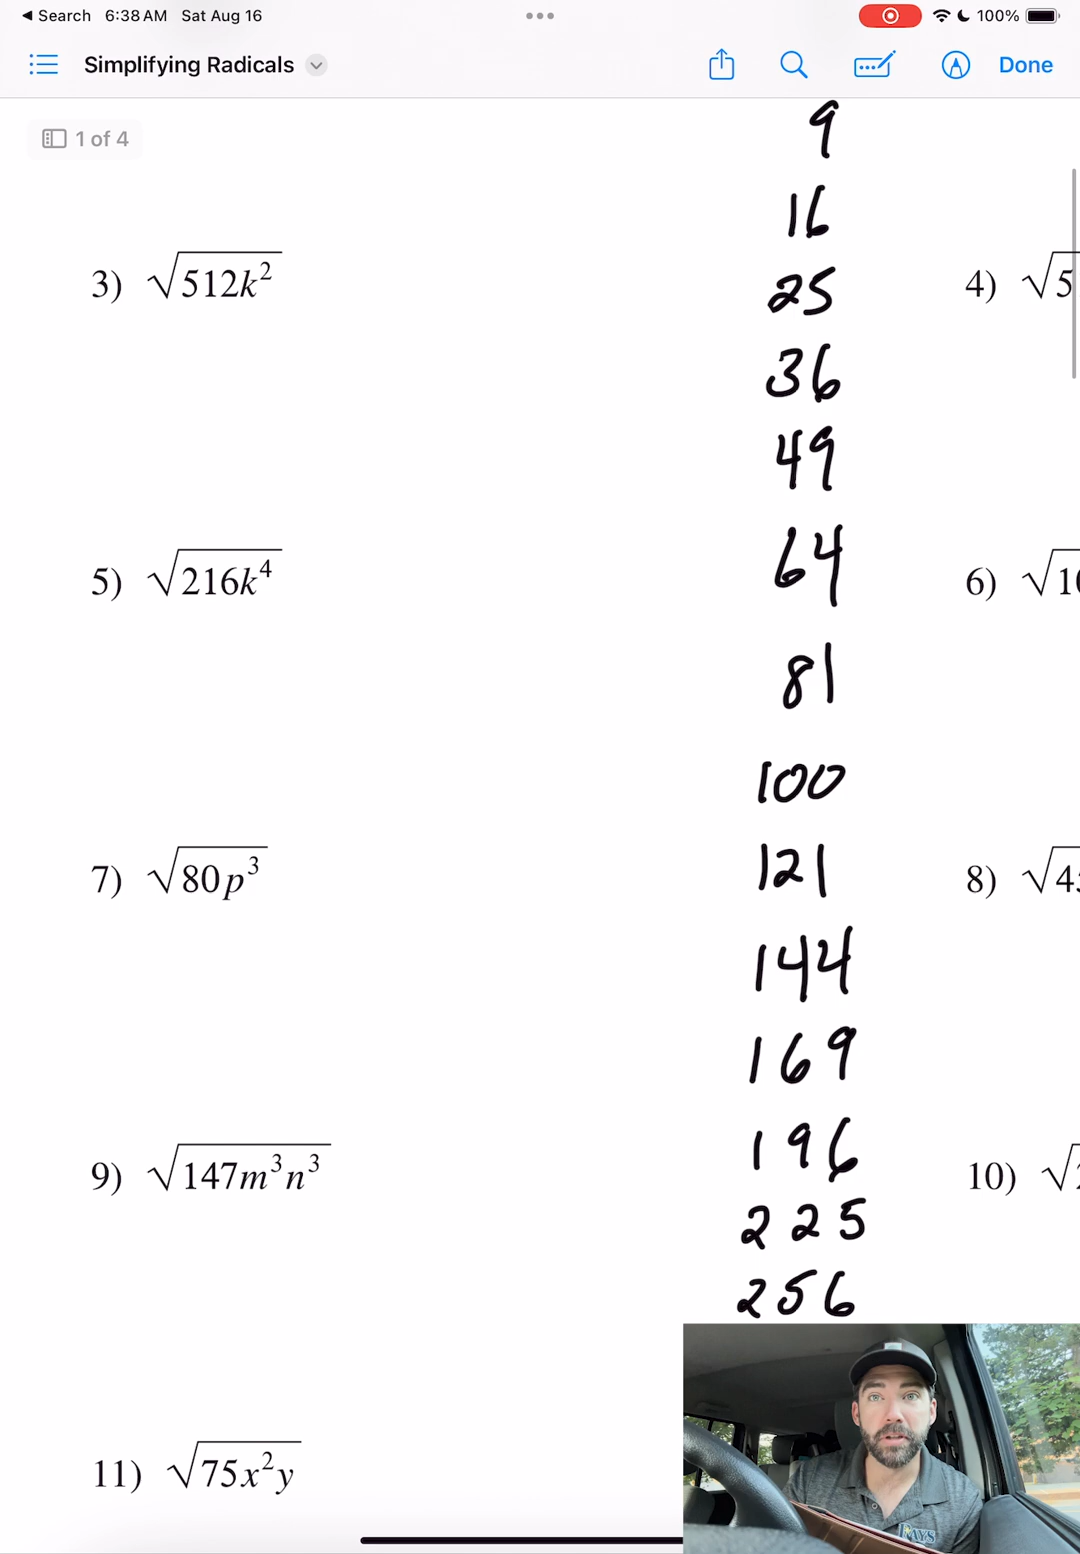 Search 6:38 AM Sat Aug 16 100%
Simplifying Radicals Done
1 of 4
9
16
3) √512k²
25
4) √5
36
49
5) √216k⁴
64
6) √1
81
100
7) √80p³
121
8) √4
144
169
9) √147m³n³
196
10) √
225
256
11) √75x²y
RAYS